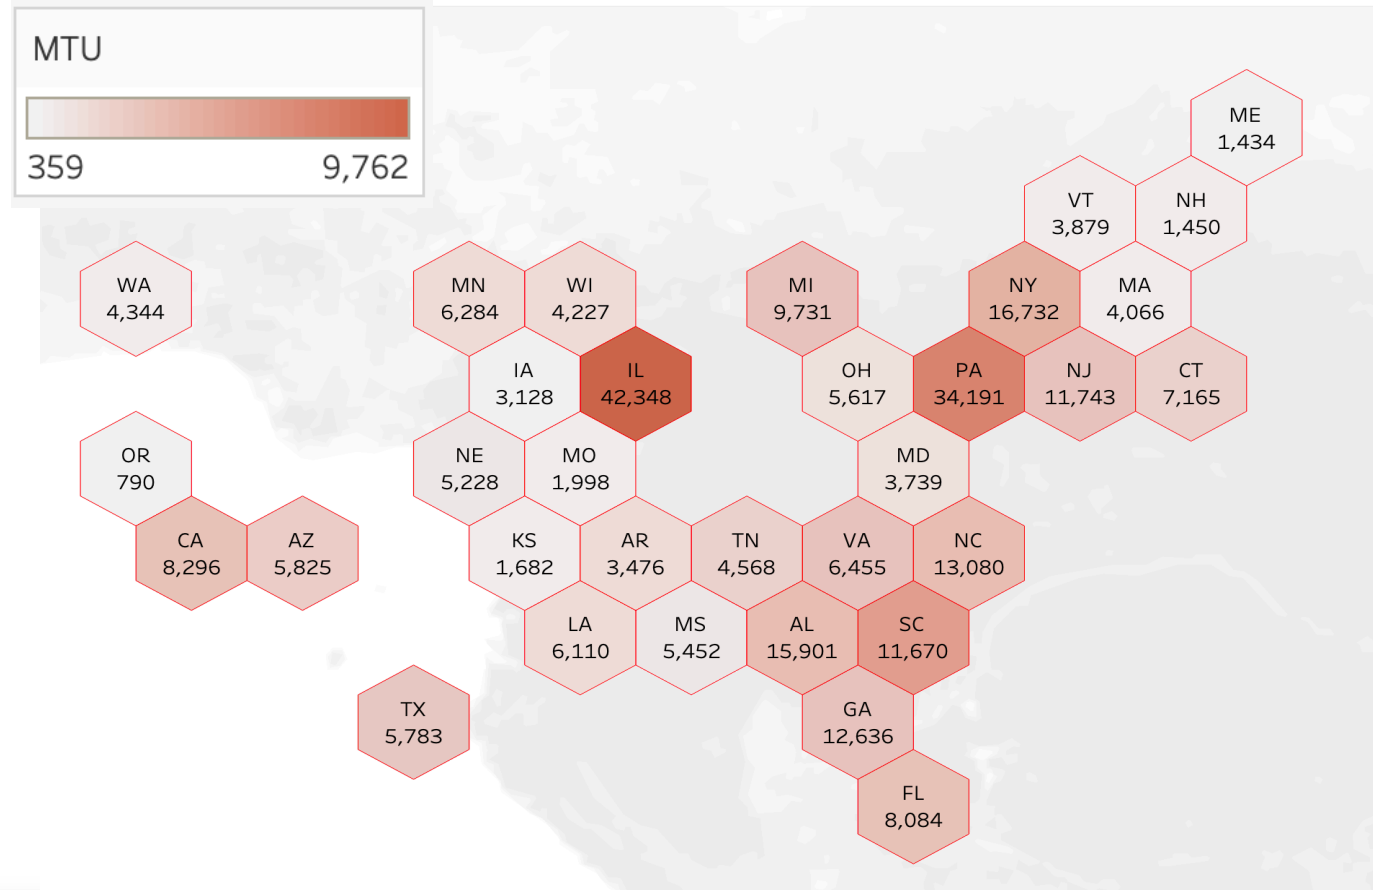 MTU
359 9,762
ME
1,434
VT
3,879
NH
1,450
WA
4,344
MN
6,284
WI
4,227
MI
9,731
NY
16,732
MA
4,066
IA
3,128
IL
42,348
OH
5,617
PA
34,191
NJ
11,743
CT
7,165
OR
790
NE
5,228
MO
1,998
MD
3,739
CA
8,296
AZ
5,825
KS
1,682
AR
3,476
TN
4,568
VA
6,455
NC
13,080
LA
6,110
MS
5,452
AL
15,901
SC
11,670
TX
5,783
GA
12,636
FL
8,084